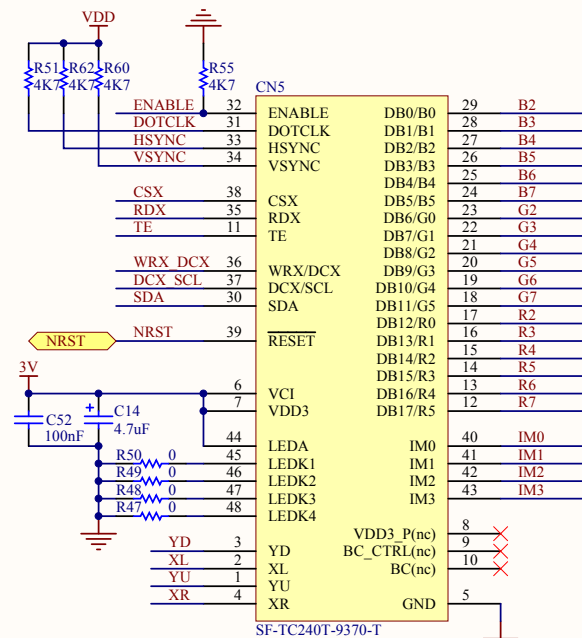 VDD
R51 R62 R60 R55
4K7 4K7 4K7 4K7
CN5
ENABLE 32 ENABLE DB0/B0 29 B2
DOTCLK 31 DOTCLK DB1/B1 28 B3
HSYNC 33 HSYNC DB2/B2 27 B4
VSYNC 34 VSYNC DB3/B3 26 B5
DB4/B4 25 B6
CSX 38 CSX DB5/B5 24 B7
RDX 35 RDX DB6/G0 23 G2
TE 11 TE DB7/G1 22 G3
DB8/G2 21 G4
WRX_DCX 36 WRX/DCX DB9/G3 20 G5
DCX_SCL 37 DCX/SCL DB10/G4 19 G6
SDA 30 SDA DB11/G5 18 G7
DB12/R0 17 R2
NRST NRST 39 RESET DB13/R1 16 R3
DB14/R2 15 R4
3V DB15/R3 14 R5
6 VCI DB16/R4 13 R6
7 VDD3 DB17/R5 12 R7
C52 100nF + C14 4.7uF
44 LEDA IM0 40 IM0
R50 0 45 LEDK1 IM1 41 IM1
R49 0 46 LEDK2 IM2 42 IM2
R48 0 47 LEDK3 IM3 43 IM3
R47 0 48 LEDK4
VDD3_P(nc) 8
YD 3 YD BC_CTRL(nc) 9
XL 2 XL BC(nc) 10
YU 1 YU
XR 4 XR GND 5
SF-TC240T-9370-T